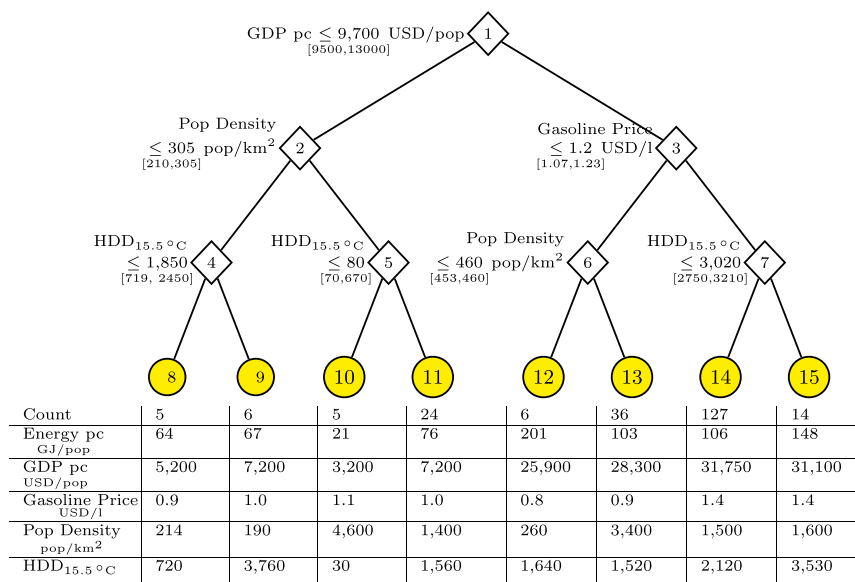 GDP pc ≤ 9,700 USD/pop
[9500,13000]
1
Pop Density
≤ 305 pop/km²
[210,305]
2
Gasoline Price
≤ 1.2 USD/l
[1.07,1.23]
3
HDD₁₅.₅ °C
≤ 1,850
[719, 2450]
4
HDD₁₅.₅ °C
≤ 80
[70,670]
5
Pop Density
≤ 460 pop/km²
[453,460]
6
HDD₁₅.₅ °C
≤ 3,020
[2750,3210]
7
8 9 10 11 12 13 14 15
Count 5 6 5 24 6 36 127 14
Energy pc 64 67 21 76 201 103 106 148
GJ/pop
GDP pc 5,200 7,200 3,200 7,200 25,900 28,300 31,750 31,100
USD/pop
Gasoline Price 0.9 1.0 1.1 1.0 0.8 0.9 1.4 1.4
USD/l
Pop Density 214 190 4,600 1,400 260 3,400 1,500 1,600
pop/km²
HDD₁₅.₅ °C 720 3,760 30 1,560 1,640 1,520 2,120 3,530